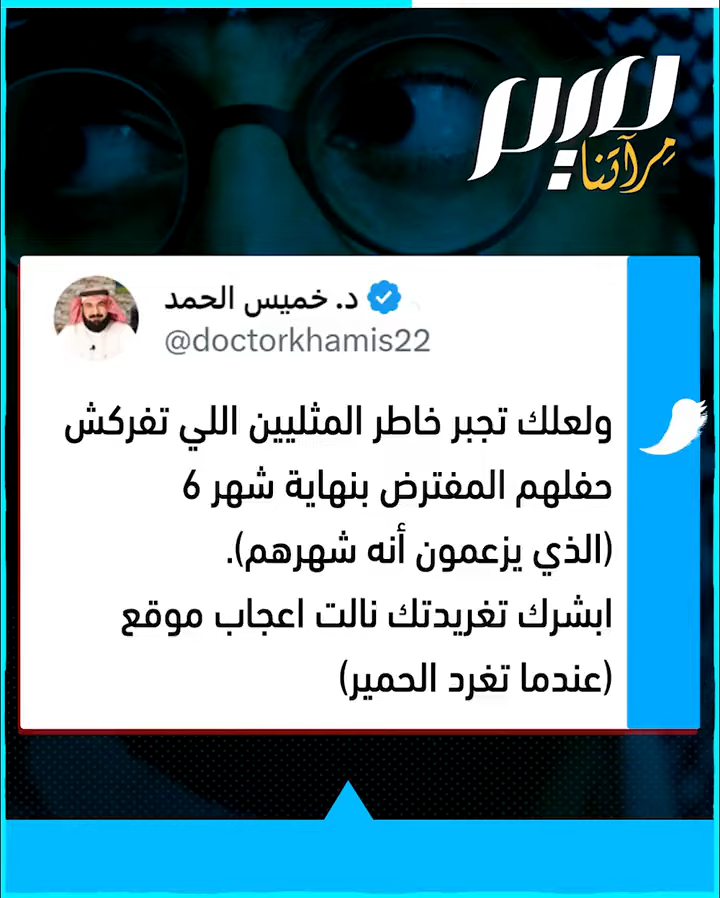 مرآتنا
د. خميس الحمد
@doctorkhamis22
ولعلك تجبر خاطر المثليين اللي تفركش
حفلهم المفترض بنهاية شهر 6
(الذي يزعمون أنه شهرهم).
ابشرك تغريدتك نالت اعجاب موقع
(عندما تغرد الحمير)